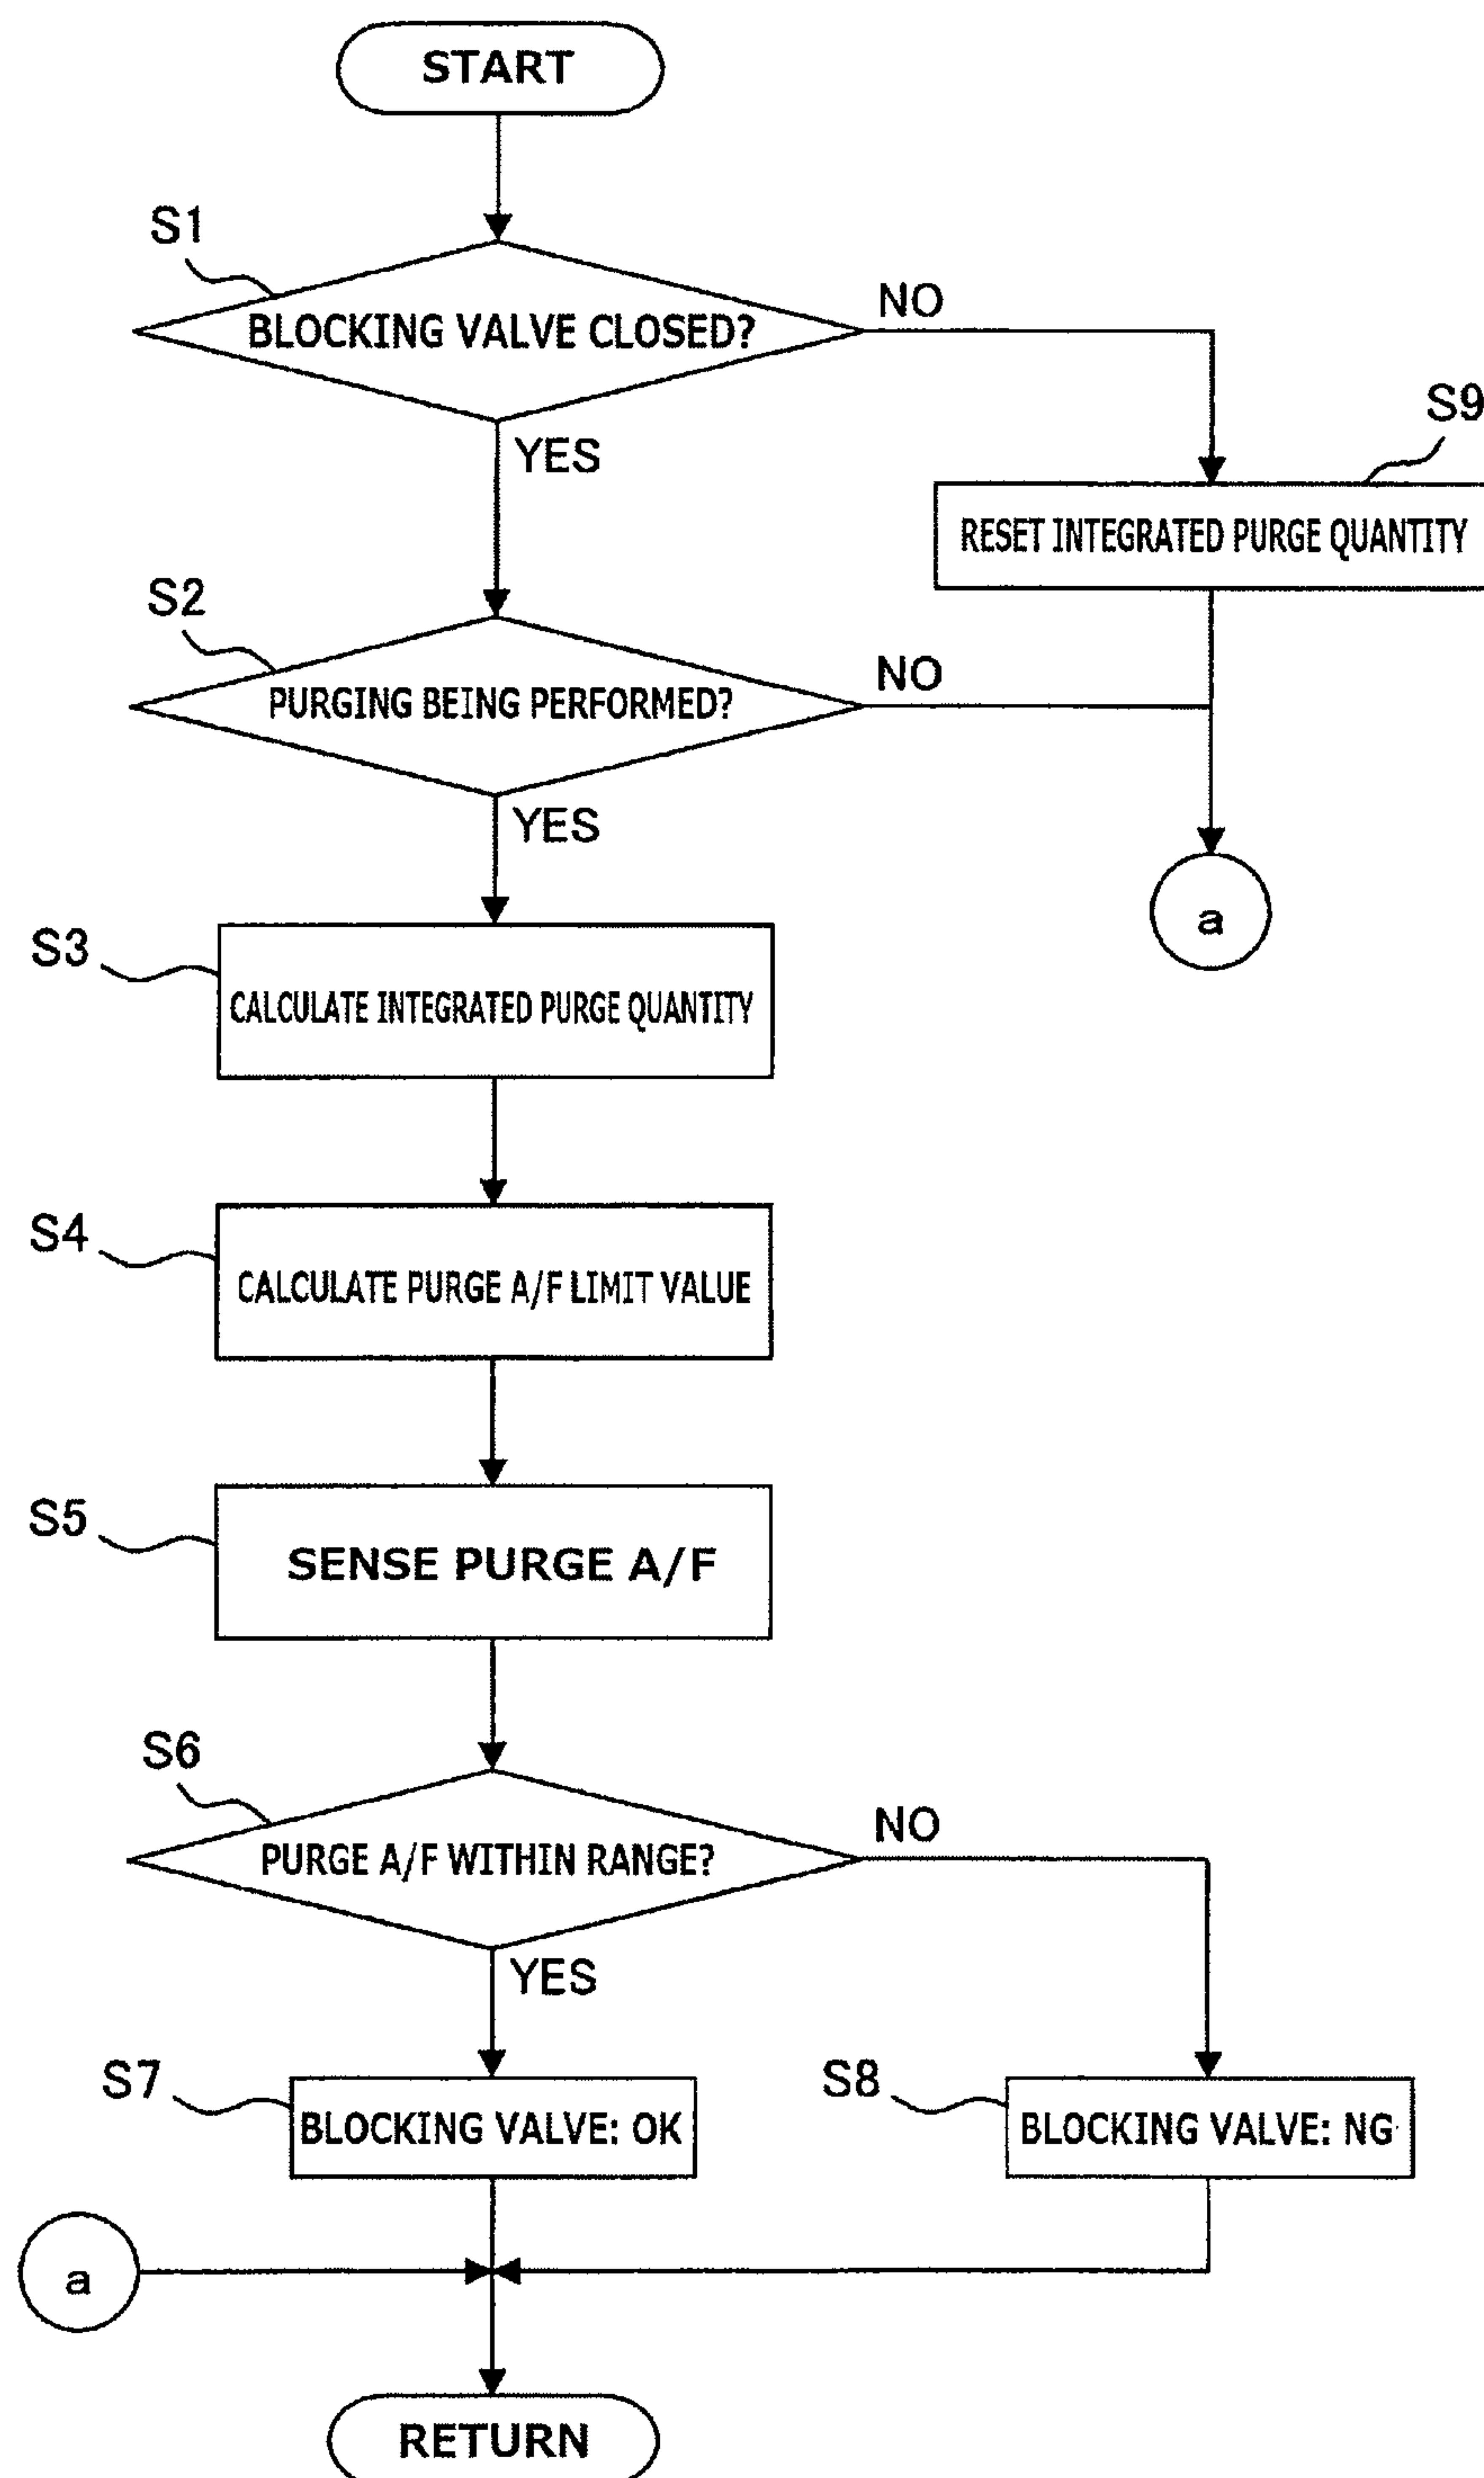 START
S1
BLOCKING VALVE CLOSED?
NO
YES
S9
RESET INTEGRATED PURGE QUANTITY
S2
PURGING BEING PERFORMED?
NO
YES
a
S3
CALCULATE INTEGRATED PURGE QUANTITY
S4
CALCULATE PURGE A/F LIMIT VALUE
S5
SENSE PURGE A/F
S6
PURGE A/F WITHIN RANGE?
NO
YES
S7
BLOCKING VALVE: OK
S8
BLOCKING VALVE: NG
a
RETURN